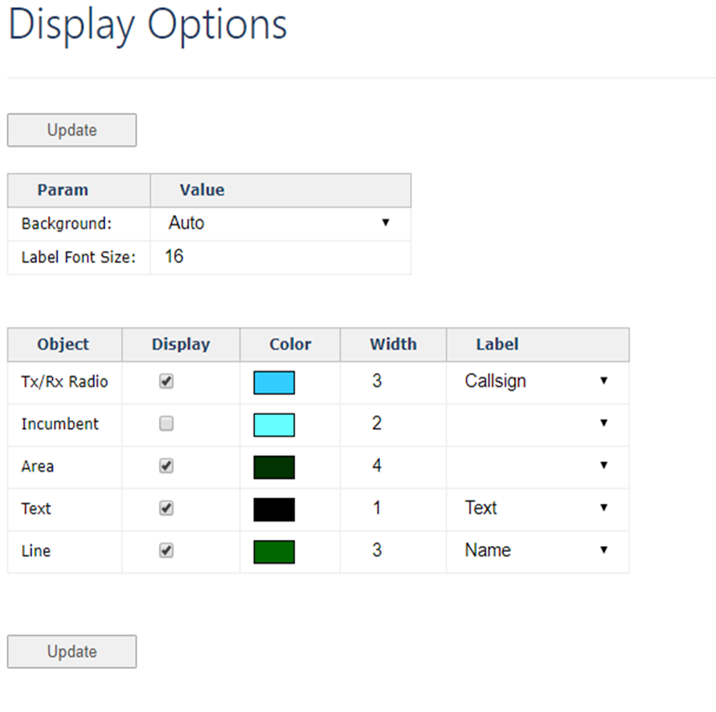 Display Options
Update
Param Value
Background: Auto
Label Font Size: 16
Object Display Color Width Label
Tx/Rx Radio 3 Callsign
Incumbent 2
Area 4
Text 1 Text
Line 3 Name
Update